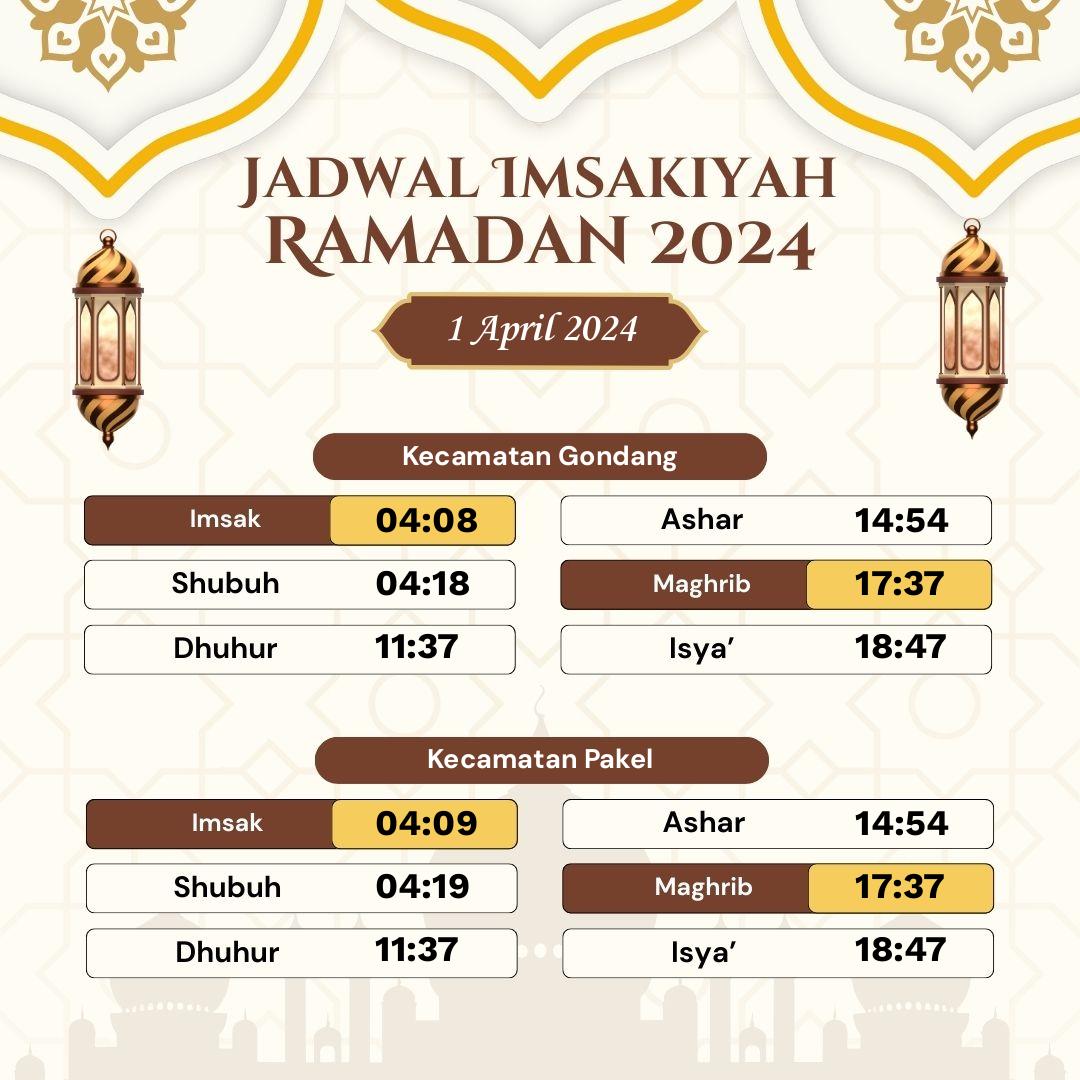 Jadwal Imsakiyah
Ramadan 2024
1 April 2024
Kecamatan Gondang
Imsak 04:08
Shubuh 04:18
Dhuhur 11:37
Ashar 14:54
Maghrib 17:37
Isya’ 18:47
Kecamatan Pakel
Imsak 04:09
Shubuh 04:19
Dhuhur 11:37
Ashar 14:54
Maghrib 17:37
Isya’ 18:47